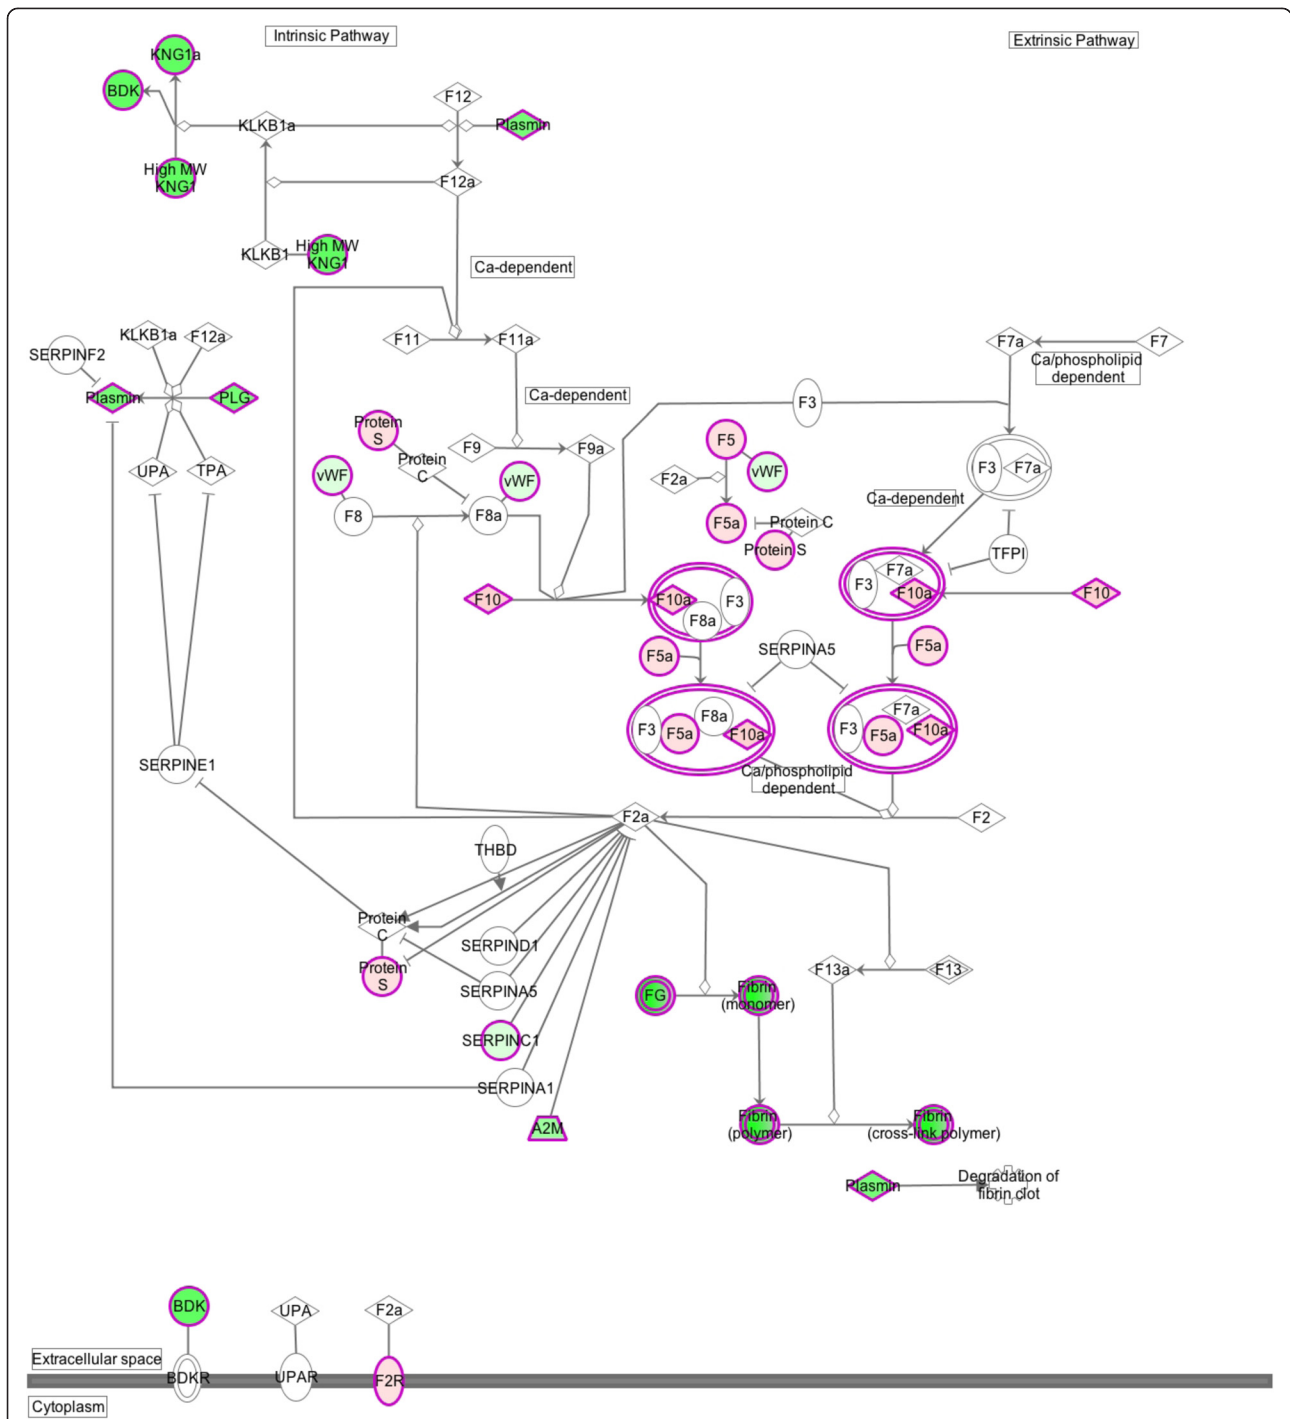 Intrinsic Pathway
Extrinsic Pathway
KNG1a
BDK
F12
KLKB1a
Plasmin
High MW
KNG1
F12a
KLKB1
High MW
KNG1
Ca-dependent
KLKB1a
F12a
SERPINF2
F11
F11a
F7a
F7
Ca/phospholipid
dependent
Plasmin
PLG
Ca-dependent
F3
Protein
S
F5
F9
F9a
Protein
C
vWF
vWF
vWF
F2a
UPA
TPA
F3
F7a
Ca-dependent
F8
F8a
F5a
Protein C
Protein S
TFPI
F7a
F3
F10a
F10
F10
F10a
F3
F8a
F5a
SERPINA5
F5a
F8a
F3
F5a
F10a
F7a
F3
F5a
F10a
SERPINE1
Ca/phospholipid
dependent
F2a
F2
THBD
Protein
C
SERPIND1
Protein
S
SERPINA5
F13a
F13
FG
Fibrin
(monomer)
SERPINC1
SERPINA1
A2M
Fibrin
(polymer)
Fibrin
(cross-link polymer)
Plasmin
Degradation of
fibrin clot
BDK
UPA
F2a
Extracellular space
BDKR
UPAR
F2R
Cytoplasm